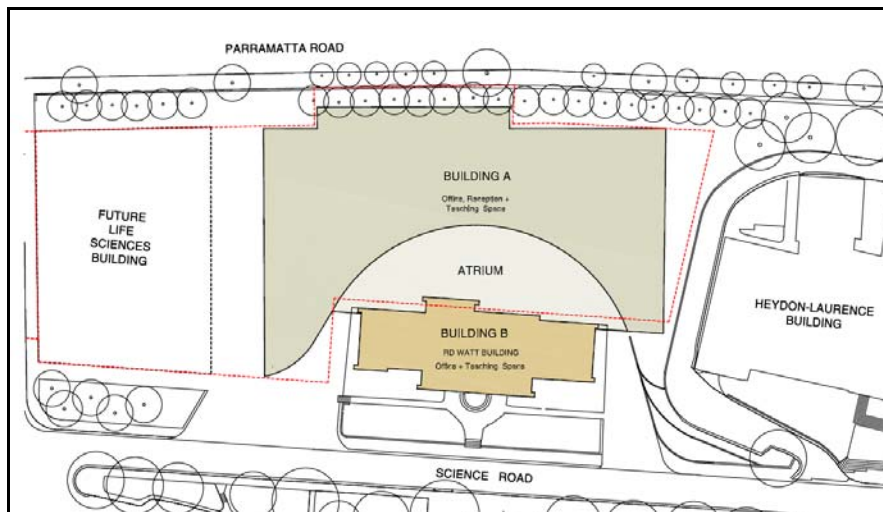 PARRAMATTA ROAD
BUILDING A
Office, Reception +
Teaching Space
FUTURE
LIFE
SCIENCES
BUILDING
ATRIUM
HEYDON-LAURENCE
BUILDING
BUILDING B
RD WATT BUILDING
Office + Teaching Space
SCIENCE ROAD